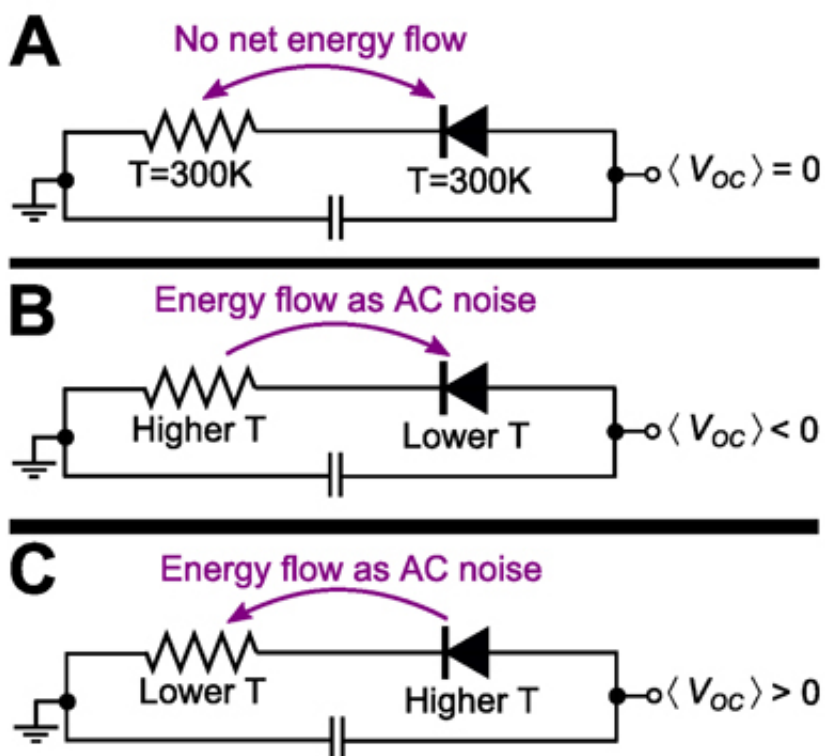 A
No net energy flow
T=300K
T=300K
⟨ V_OC ⟩ = 0
B
Energy flow as AC noise
Higher T
Lower T
⟨ V_OC ⟩ < 0
C
Energy flow as AC noise
Lower T
Higher T
⟨ V_OC ⟩ > 0